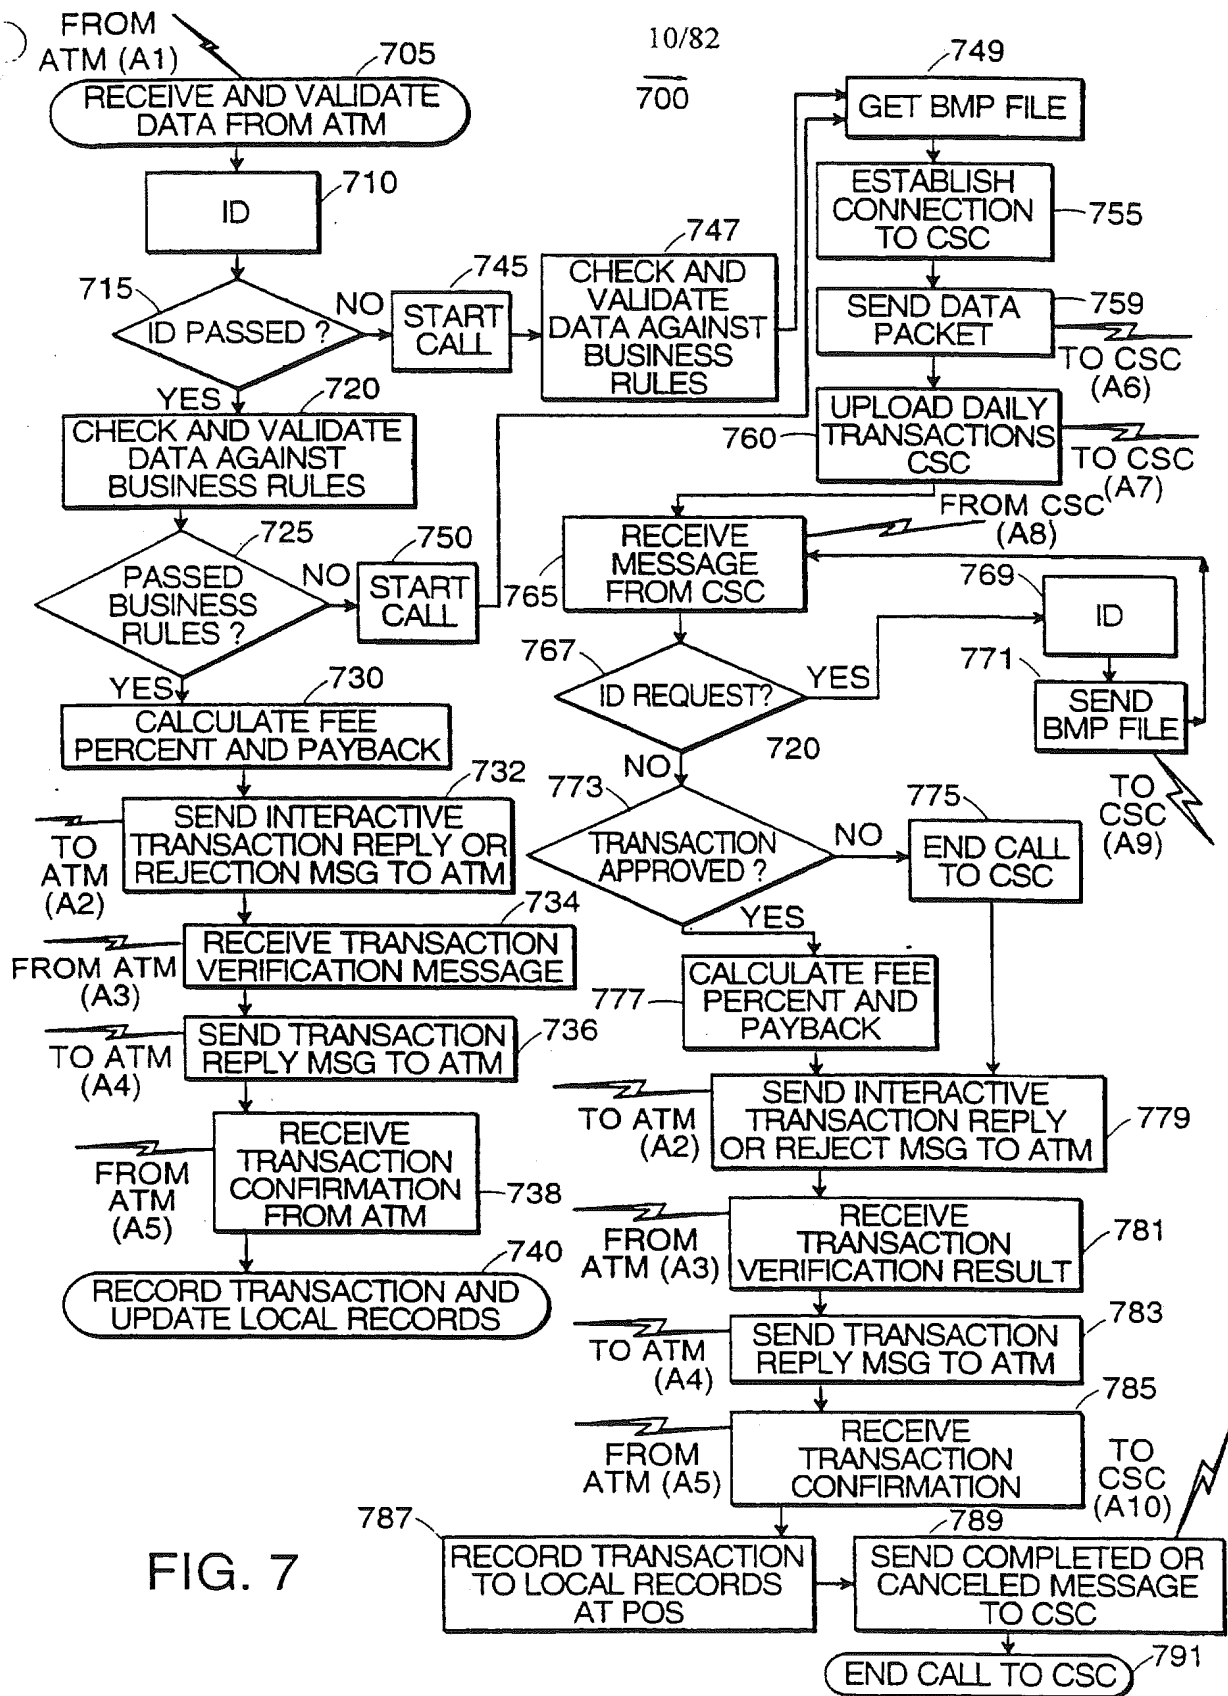 FROM
ATM (A1)
10/82
700
705
RECEIVE AND VALIDATE
DATA FROM ATM
710
ID
715
ID PASSED ?
NO
YES
745
START
CALL
747
CHECK AND
VALIDATE
DATA AGAINST
BUSINESS
RULES
720
CHECK AND VALIDATE
DATA AGAINST
BUSINESS RULES
725
PASSED
BUSINESS
RULES ?
NO
YES
750
START
CALL
730
CALCULATE FEE
PERCENT AND PAYBACK
732
SEND INTERACTIVE
TRANSACTION REPLY OR
REJECTION MSG TO ATM
TO
ATM
(A2)
734
RECEIVE TRANSACTION
VERIFICATION MESSAGE
FROM ATM
(A3)
736
SEND TRANSACTION
REPLY MSG TO ATM
TO ATM
(A4)
RECEIVE
TRANSACTION
CONFIRMATION
FROM ATM
738
FROM
ATM
(A5)
740
RECORD TRANSACTION AND
UPDATE LOCAL RECORDS
749
GET BMP FILE
ESTABLISH
CONNECTION
TO CSC
755
SEND DATA
PACKET
759
TO CSC
(A6)
760
UPLOAD DAILY
TRANSACTIONS
CSC
TO CSC
(A7)
FROM CSC
(A8)
765
RECEIVE
MESSAGE
FROM CSC
767
ID REQUEST?
YES
NO
720
769
ID
771
SEND
BMP FILE
TO
CSC
(A9)
773
TRANSACTION
APPROVED ?
NO
YES
775
END CALL
TO CSC
777
CALCULATE FEE
PERCENT AND
PAYBACK
TO ATM
(A2)
SEND INTERACTIVE
TRANSACTION REPLY
OR REJECT MSG TO ATM
779
FROM
ATM (A3)
RECEIVE
TRANSACTION
VERIFICATION RESULT
781
TO ATM
(A4)
SEND TRANSACTION
REPLY MSG TO ATM
783
FROM
ATM (A5)
RECEIVE
TRANSACTION
CONFIRMATION
785
TO
CSC
(A10)
787
RECORD TRANSACTION
TO LOCAL RECORDS
AT POS
789
SEND COMPLETED OR
CANCELED MESSAGE
TO CSC
END CALL TO CSC
791
FIG. 7